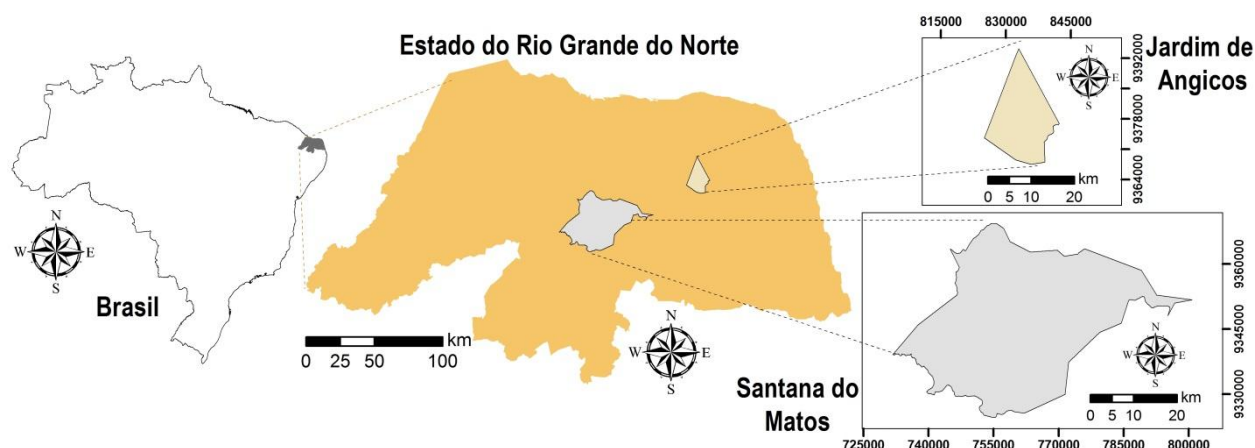 Estado do Rio Grande do Norte
Brasil
N
W E
S
0 25 50 100 km
N
W E
S
815000 830000 845000
Jardim de
Angicos
N
W E
S
9392000
9378000
9364000
km
0 10 20
Santana do
Matos
9360000
9345000
9330000
N
W E
S
km
0 5 10 20
725000 740000 755000 770000 785000 800000